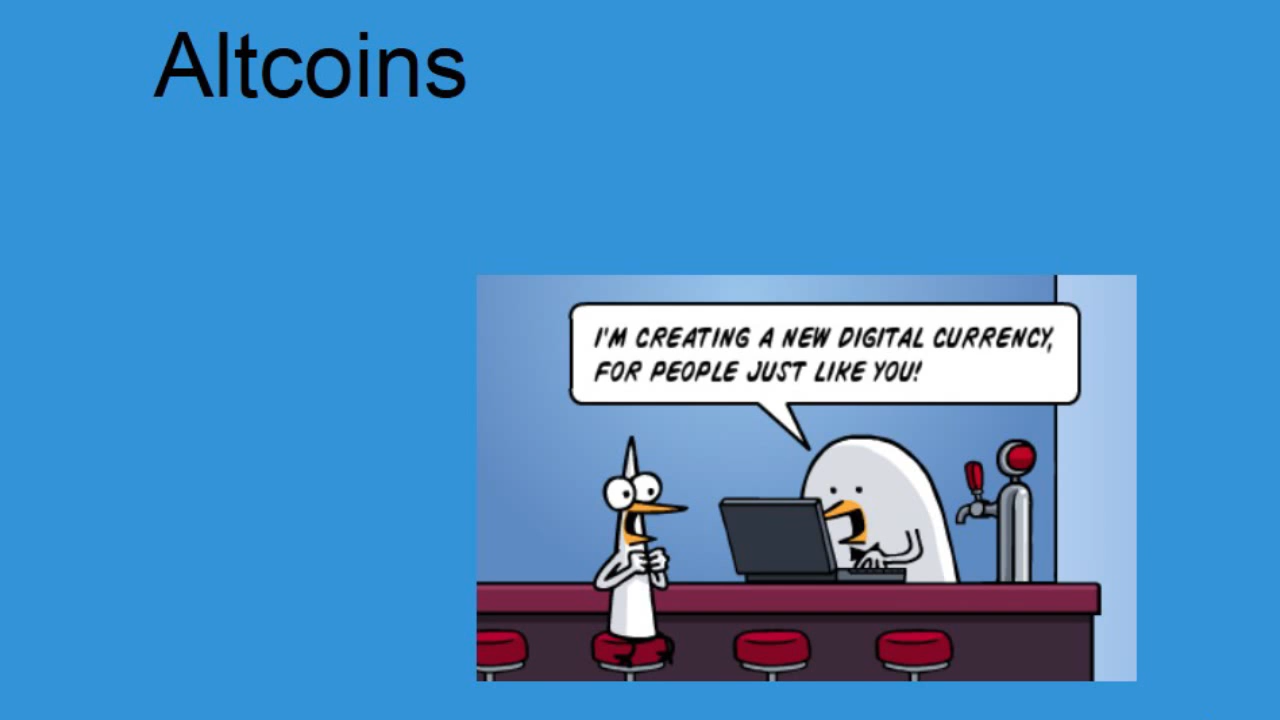 Altcoins
I'M CREATING A NEW DIGITAL CURRENCY,
FOR PEOPLE JUST LIKE YOU!